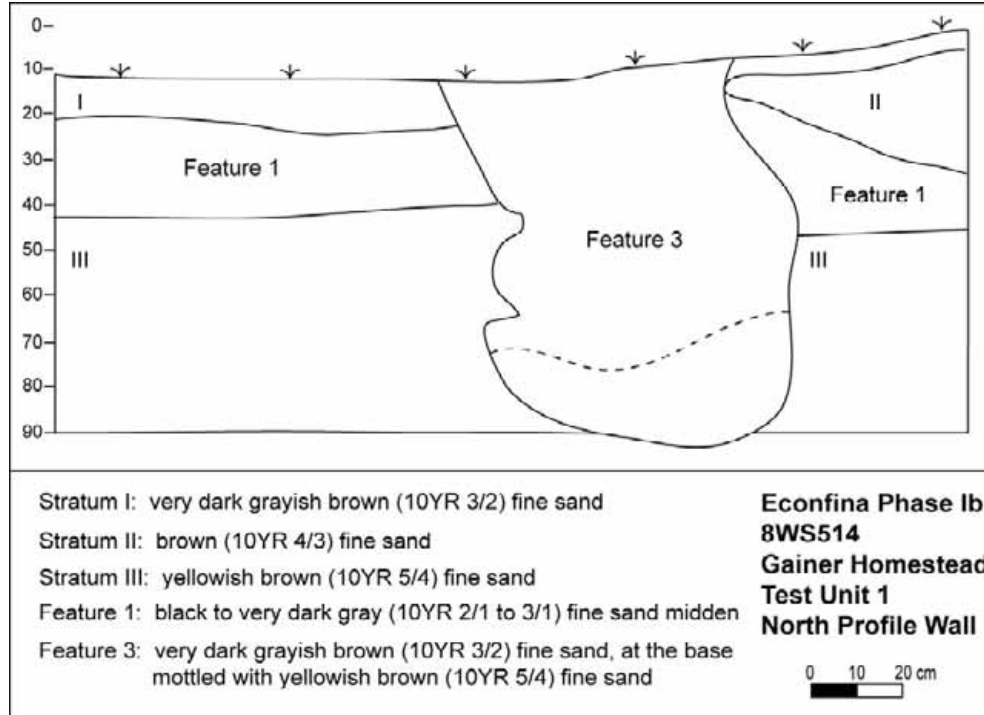 0
10
20
30
40
50
60
70
80
90
I
II
Feature 1
Feature 1
Feature 3
III
III
Stratum I: very dark grayish brown (10YR 3/2) fine sand
Stratum II: brown (10YR 4/3) fine sand
Stratum III: yellowish brown (10YR 5/4) fine sand
Feature 1: black to very dark gray (10YR 2/1 to 3/1) fine sand midden
Feature 3: very dark grayish brown (10YR 3/2) fine sand, at the base
mottled with yellowish brown (10YR 5/4) fine sand
Econfina Phase Ib
8WS514
Gainer Homestead
Test Unit 1
North Profile Wall
0 10 20 cm